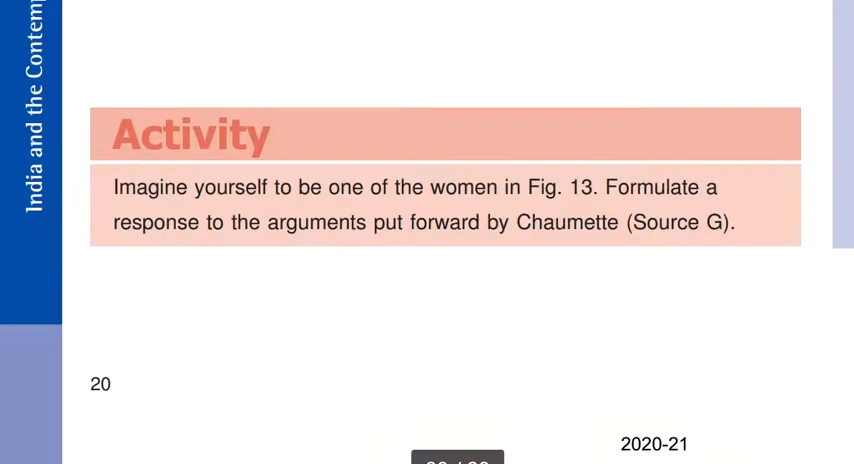 India and the Contemp
Activity
Imagine yourself to be one of the women in Fig. 13. Formulate a
response to the arguments put forward by Chaumette (Source G).
20
2020-21